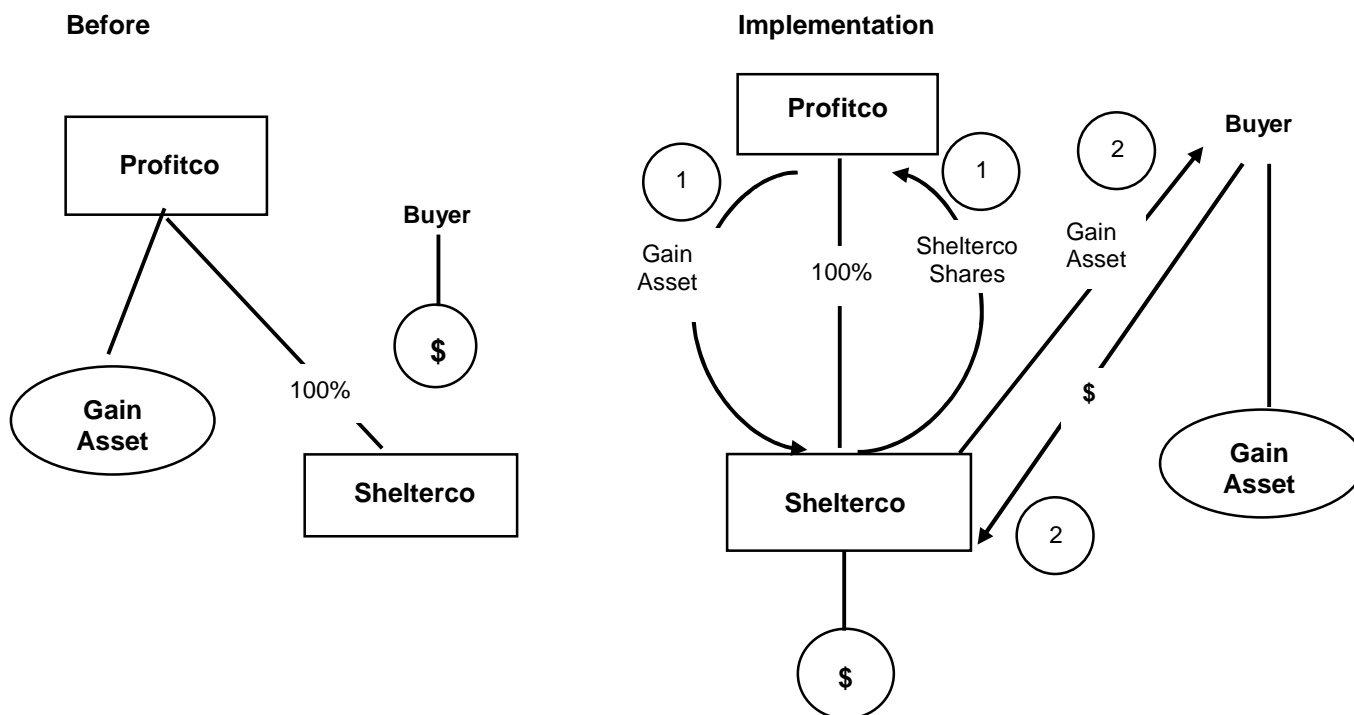 Before
Profitco
Buyer
$
100%
Gain
Asset
Shelterco
Implementation
Profitco
1
1
2
Buyer
Gain
Asset
100%
Shelterco
Shares
Gain
Asset
$
Shelterco
2
Gain
Asset
$